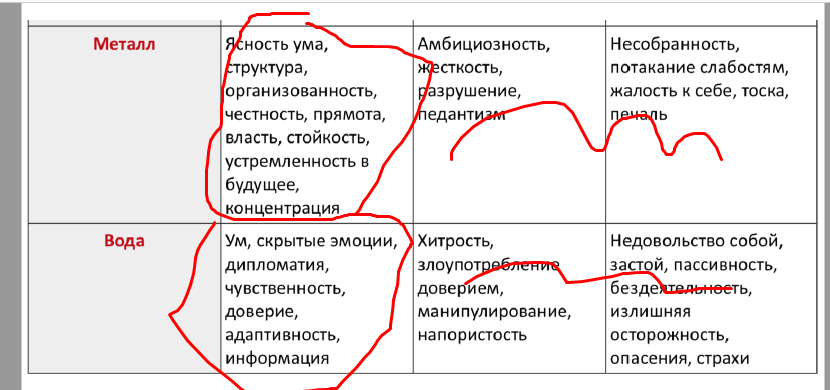 Металл
Ясность ума,
структура,
организованность,
честность, прямота,
власть, стойкость,
устремленность в
будущее,
концентрация
Амбициозность,
жесткость,
разрушение,
педантизм
Несобранность,
потакание слабостям,
жалость к себе, тоска,
печаль
Вода
Ум, скрытые эмоции,
дипломатия,
чувственность,
доверие,
адаптивность,
информация
Хитрость,
злоупотребление
доверием,
манипулирование,
напористость
Недовольство собой,
застой, пассивность,
бездеятельность,
излишняя
осторожность,
опасения, страхи